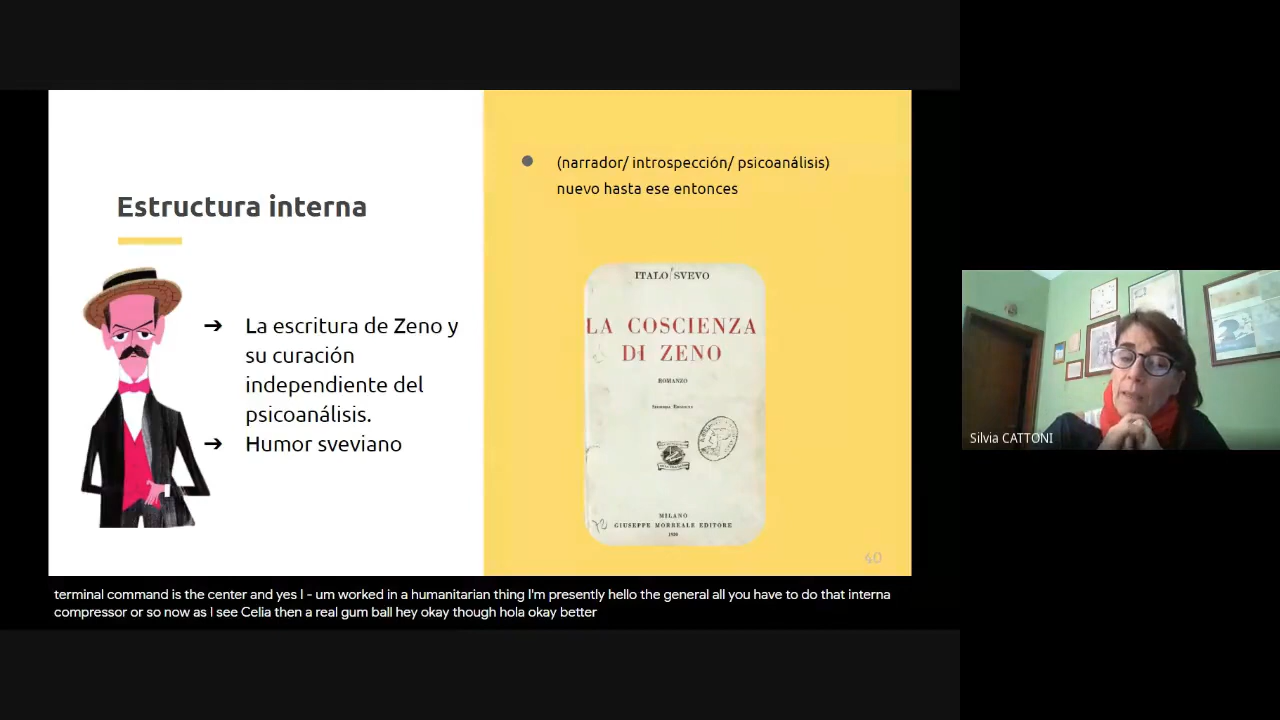 Estructura interna
➔ La escritura de Zeno y
su curación
independiente del
psicoanálisis.
➔ Humor sveviano
● (narrador/ introspección/ psicoanálisis)
nuevo hasta ese entonces
ITALO SVEVO
LA COSCIENZA
DI ZENO
ROMANZO
MILANO
GIUSEPPE MORREALE EDITORE
40
terminal command is the center and yes I - um worked in a humanitarian thing I'm presently hello the general all you have to do that interna
compressor or so now as I see Celia then a real gum ball hey okay though hola okay better
Silvia CATTONI